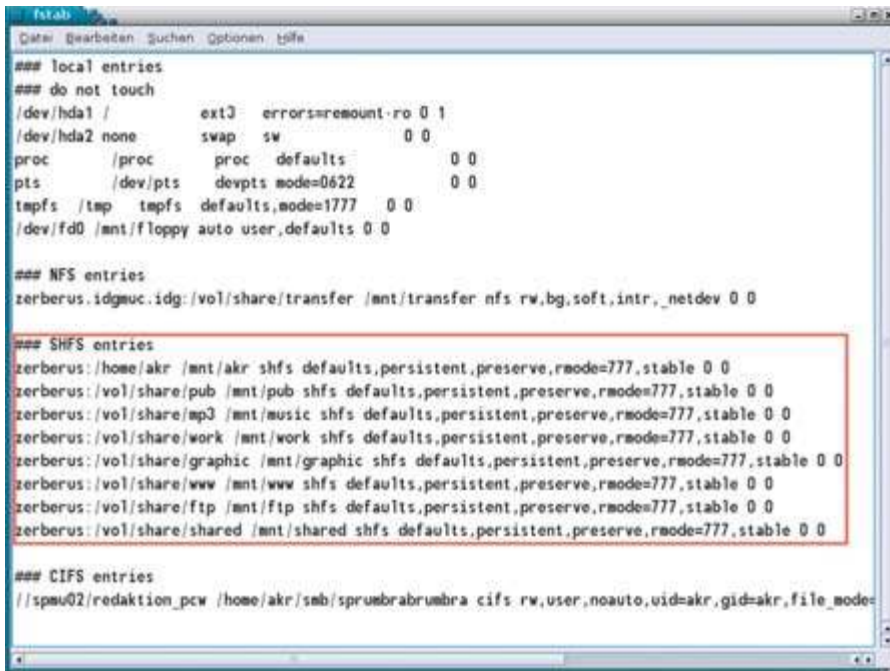 fstab
Datei Bearbeiten Suchen Optionen Hilfe
### local entries
### do not touch
/dev/hda1 / ext3 errors=remount-ro 0 1
/dev/hda2 none swap sw 0 0
proc /proc proc defaults 0 0
pts /dev/pts devpts mode=0622 0 0
tmpfs /tmp tmpfs defaults,mode=1777 0 0
/dev/fd0 /mnt/floppy auto user,defaults 0 0
### NFS entries
zerberus.idgmuc.idg:/vol/share/transfer /mnt/transfer nfs rw,bg,soft,intr,_netdev 0 0
### SHFS entries
zerberus:/home/akr /mnt/akr shfs defaults,persistent,preserve,rmode=777,stable 0 0
zerberus:/vol/share/pub /mnt/pub shfs defaults,persistent,preserve,rmode=777,stable 0 0
zerberus:/vol/share/mp3 /mnt/music shfs defaults,persistent,preserve,rmode=777,stable 0 0
zerberus:/vol/share/work /mnt/work shfs defaults,persistent,preserve,rmode=777,stable 0 0
zerberus:/vol/share/graphic /mnt/graphic shfs defaults,persistent,preserve,rmode=777,stable 0 0
zerberus:/vol/share/www /mnt/www shfs defaults,persistent,preserve,rmode=777,stable 0 0
zerberus:/vol/share/ftp /mnt/ftp shfs defaults,persistent,preserve,rmode=777,stable 0 0
zerberus:/vol/share/shared /mnt/shared shfs defaults,persistent,preserve,rmode=777,stable 0 0
### CIFS entries
//spmu02/redaktion_pcw /home/akr/smb/sprumbrabrumbra cifs rw,user,noauto,uid=akr,gid=akr,file_mode=